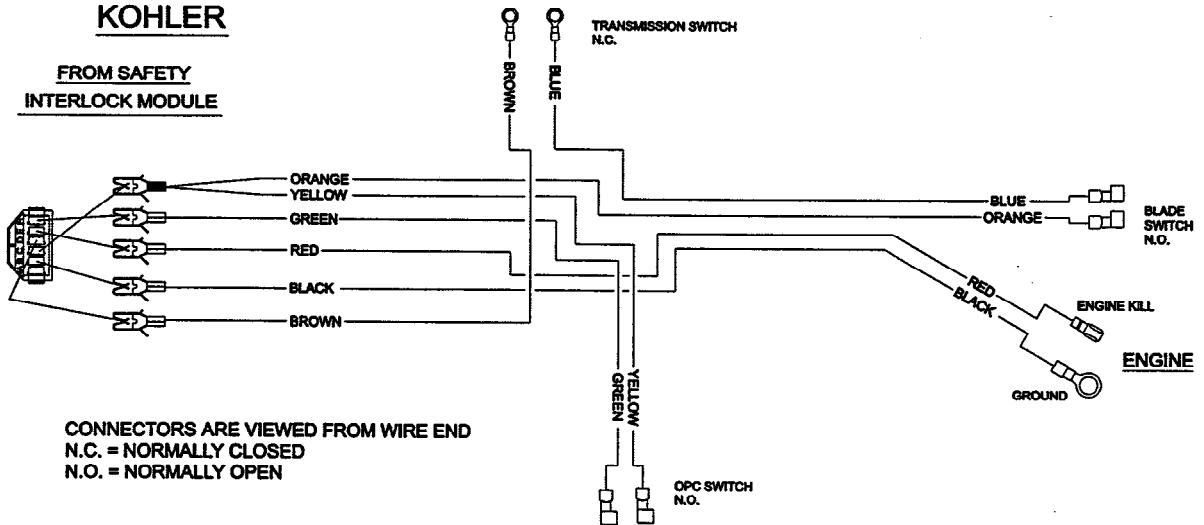 KOHLER
FROM SAFETY
INTERLOCK MODULE
TRANSMISSION SWITCH
N.C.
BROWN
BLUE
ORANGE
YELLOW
GREEN
RED
BLACK
BROWN
BLUE
ORANGE
BLADE
SWITCH
N.O.
RED
BLACK
ENGINE KILL
ENGINE
GROUND
YELLOW
GREEN
CONNECTORS ARE VIEWED FROM WIRE END
N.C. = NORMALLY CLOSED
N.O. = NORMALLY OPEN
OPC SWITCH
N.O.